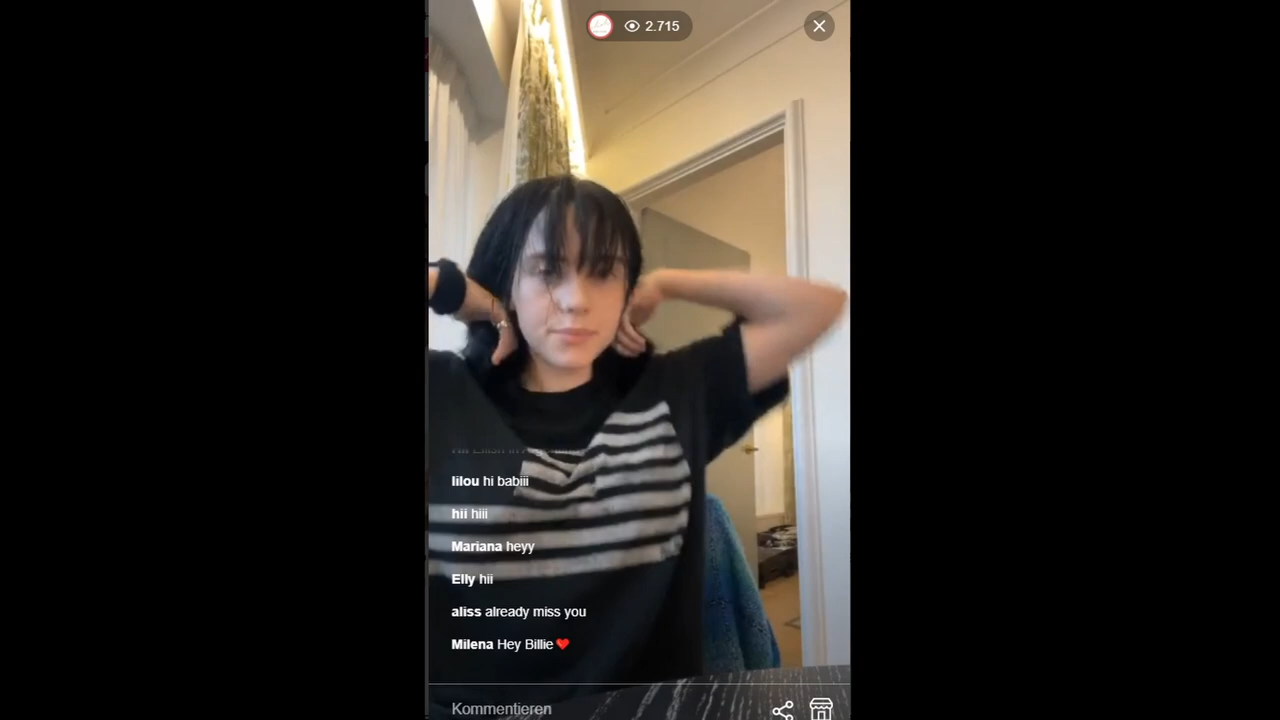 2.715
lilou hi babiii
hii hiii
Mariana heyy
Elly hii
aliss already miss you
Milena Hey Billie❤️
Kommentieren